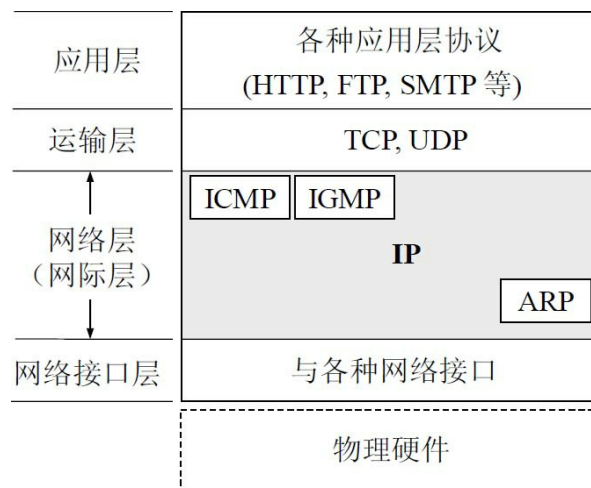 应用层
各种应用层协议
(HTTP, FTP, SMTP 等)
运输层
TCP, UDP
网络层
（网际层）
ICMP
IGMP
IP
ARP
网络接口层
与各种网络接口
物理硬件